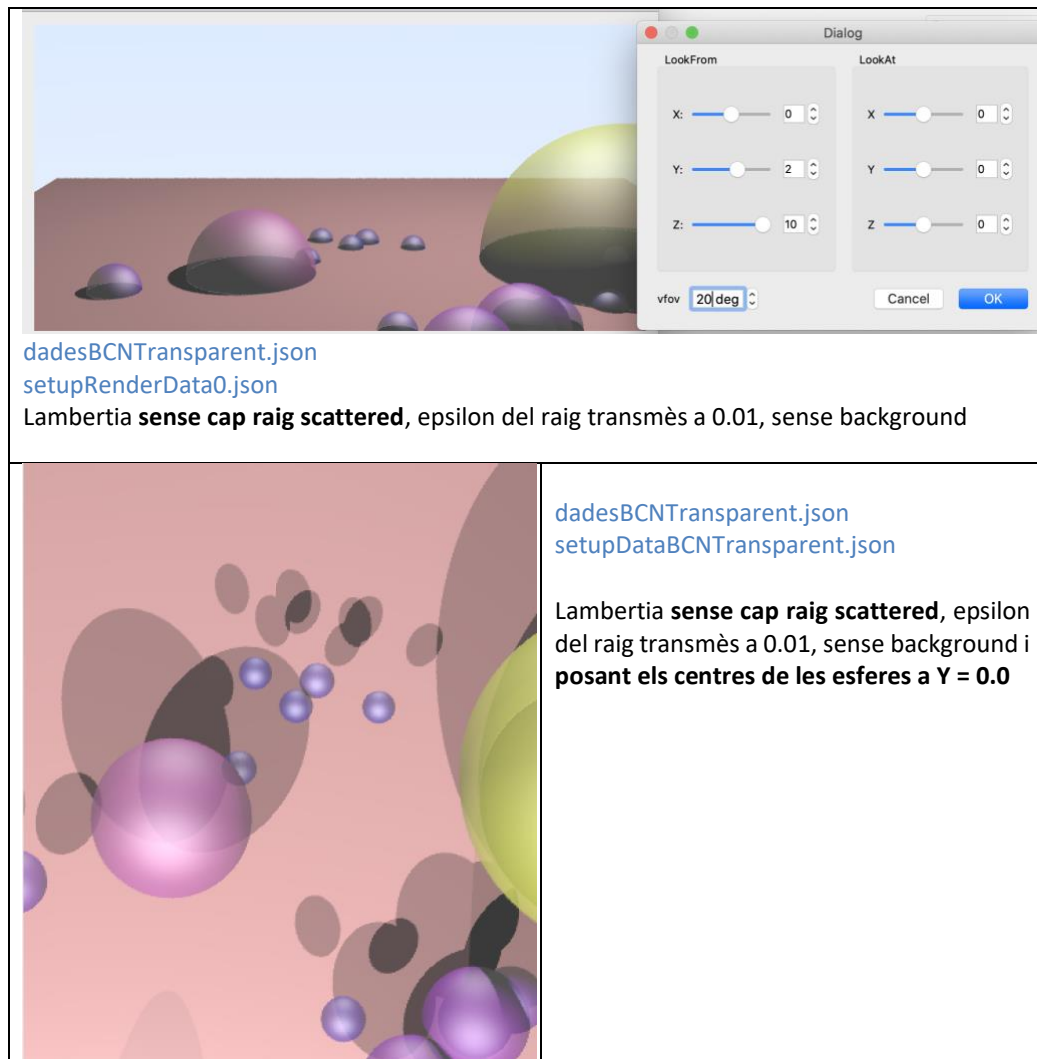 Dialog
LookFrom
LookAt
X: 0
X 0
Y: 2
Y 0
Z: 10
Z 0
vfov 20 deg
Cancel
OK
dadesBCNTransparent.json
setupRenderData0.json
Lambertia sense cap raig scattered, epsilon del raig transmès a 0.01, sense background
dadesBCNTransparent.json
setupDataBCNTransparent.json
Lambertia sense cap raig scattered, epsilon
del raig transmès a 0.01, sense background i
posant els centres de les esferes a Y = 0.0